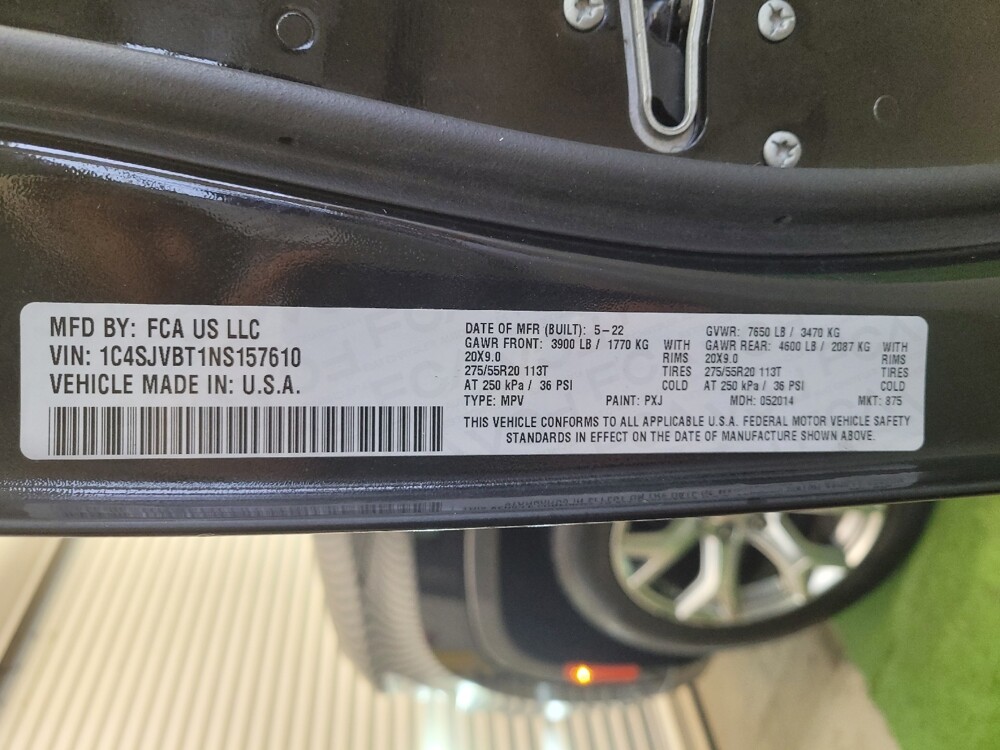 MFD BY: FCA US LLC
VIN: 1C4SJVBT1NS157610
VEHICLE MADE IN: U.S.A.
DATE OF MFR (BUILT): 5-22 GVWR: 7650 LB / 3470 KG
GAWR FRONT: 3900 LB / 1770 KG WITH GAWR REAR: 4600 LB / 2087 KG WITH
20X9.0 RIMS 20X9.0 RIMS
275/55R20 113T TIRES 275/55R20 113T TIRES
AT 250 kPa / 36 PSI COLD AT 250 kPa / 36 PSI COLD
TYPE: MPV PAINT: PXJ MDH: 052014 MKT: 875
THIS VEHICLE CONFORMS TO ALL APPLICABLE U.S.A. FEDERAL MOTOR VEHICLE SAFETY
STANDARDS IN EFFECT ON THE DATE OF MANUFACTURE SHOWN ABOVE.